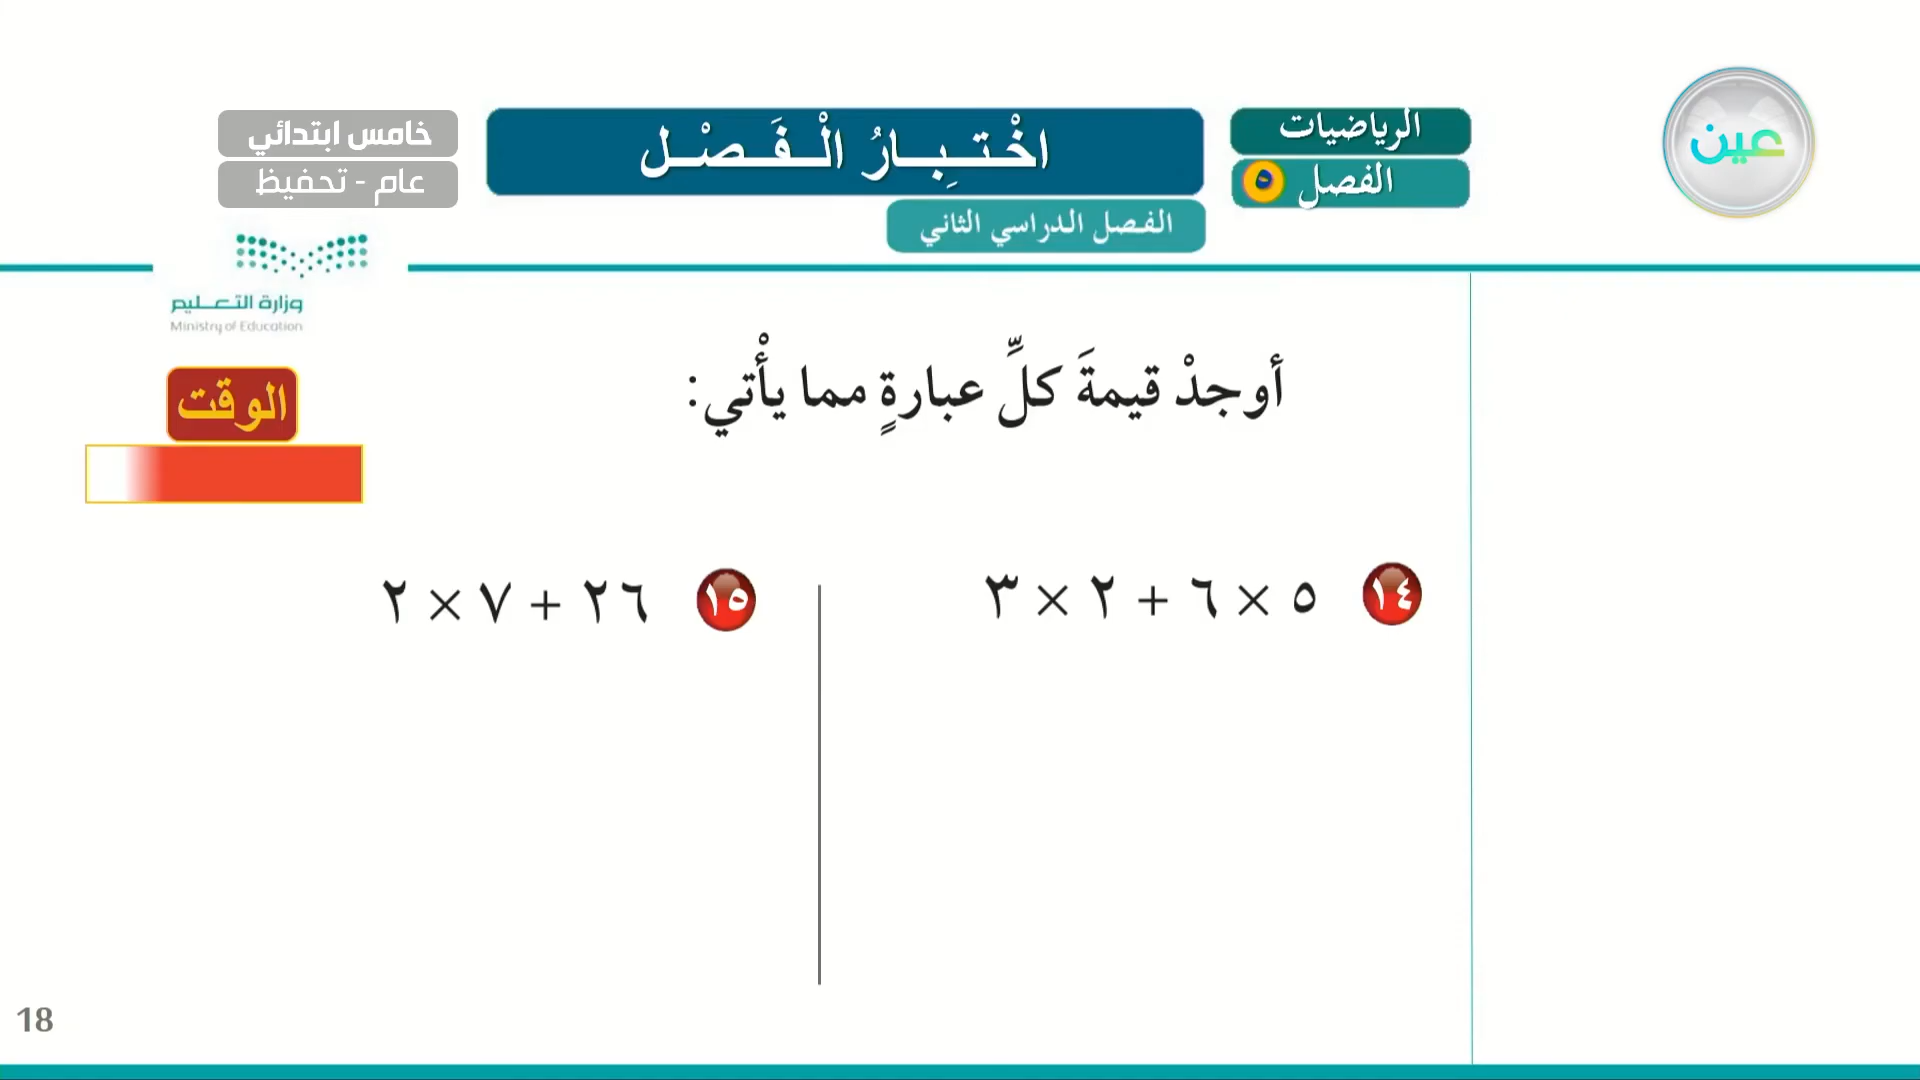 عين
الرياضيات
الفصل ٥
اخْتِبارُ الْفَصْل
الفصل الدراسي الثاني
خامس ابتدائي
عام - تحفيظ
وزارة التعليم
Ministry of Education
الوقت
أوجدْ قيمةَ كلِّ عبارةٍ مما يأْتي:
١٤ ٥ × ٦ + ٢ × ٣
١٥ ٢٦ + ٧ × ٢
18